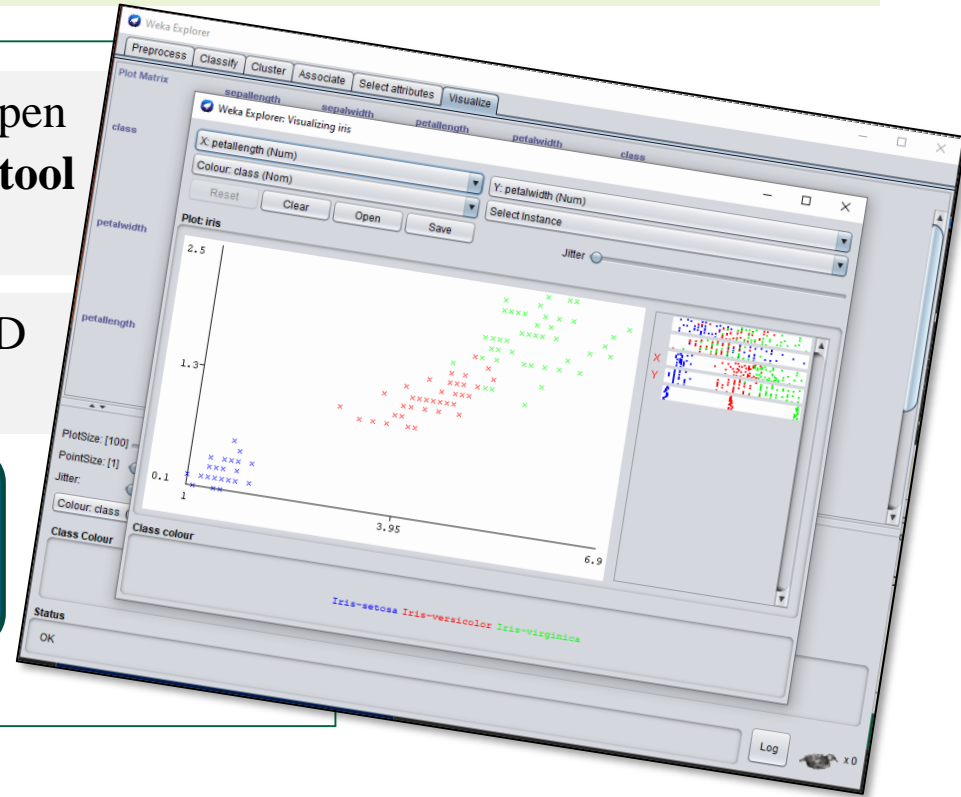 pen
tool
D
Weka Explorer
Preprocess Classify Cluster Associate Select attributes Visualize
Plot Matrix sepallength sepalwidth petallength petalwidth class
class
petalwidth
petallength
PlotSize: [100]
PointSize: [1]
Jitter:
Colour: class (
Class Colour
Status
OK
Log
x 0
Weka Explorer: Visualizing iris
X: petallength (Num) Y: petalwidth (Num)
Colour: class (Nom) Select Instance
Reset Clear Open Save Jitter
Plot: iris
2.5
1.3
0.1
1 3.95 6.9
X
Y
Class colour
Iris-setosa Iris-versicolor Iris-virginica